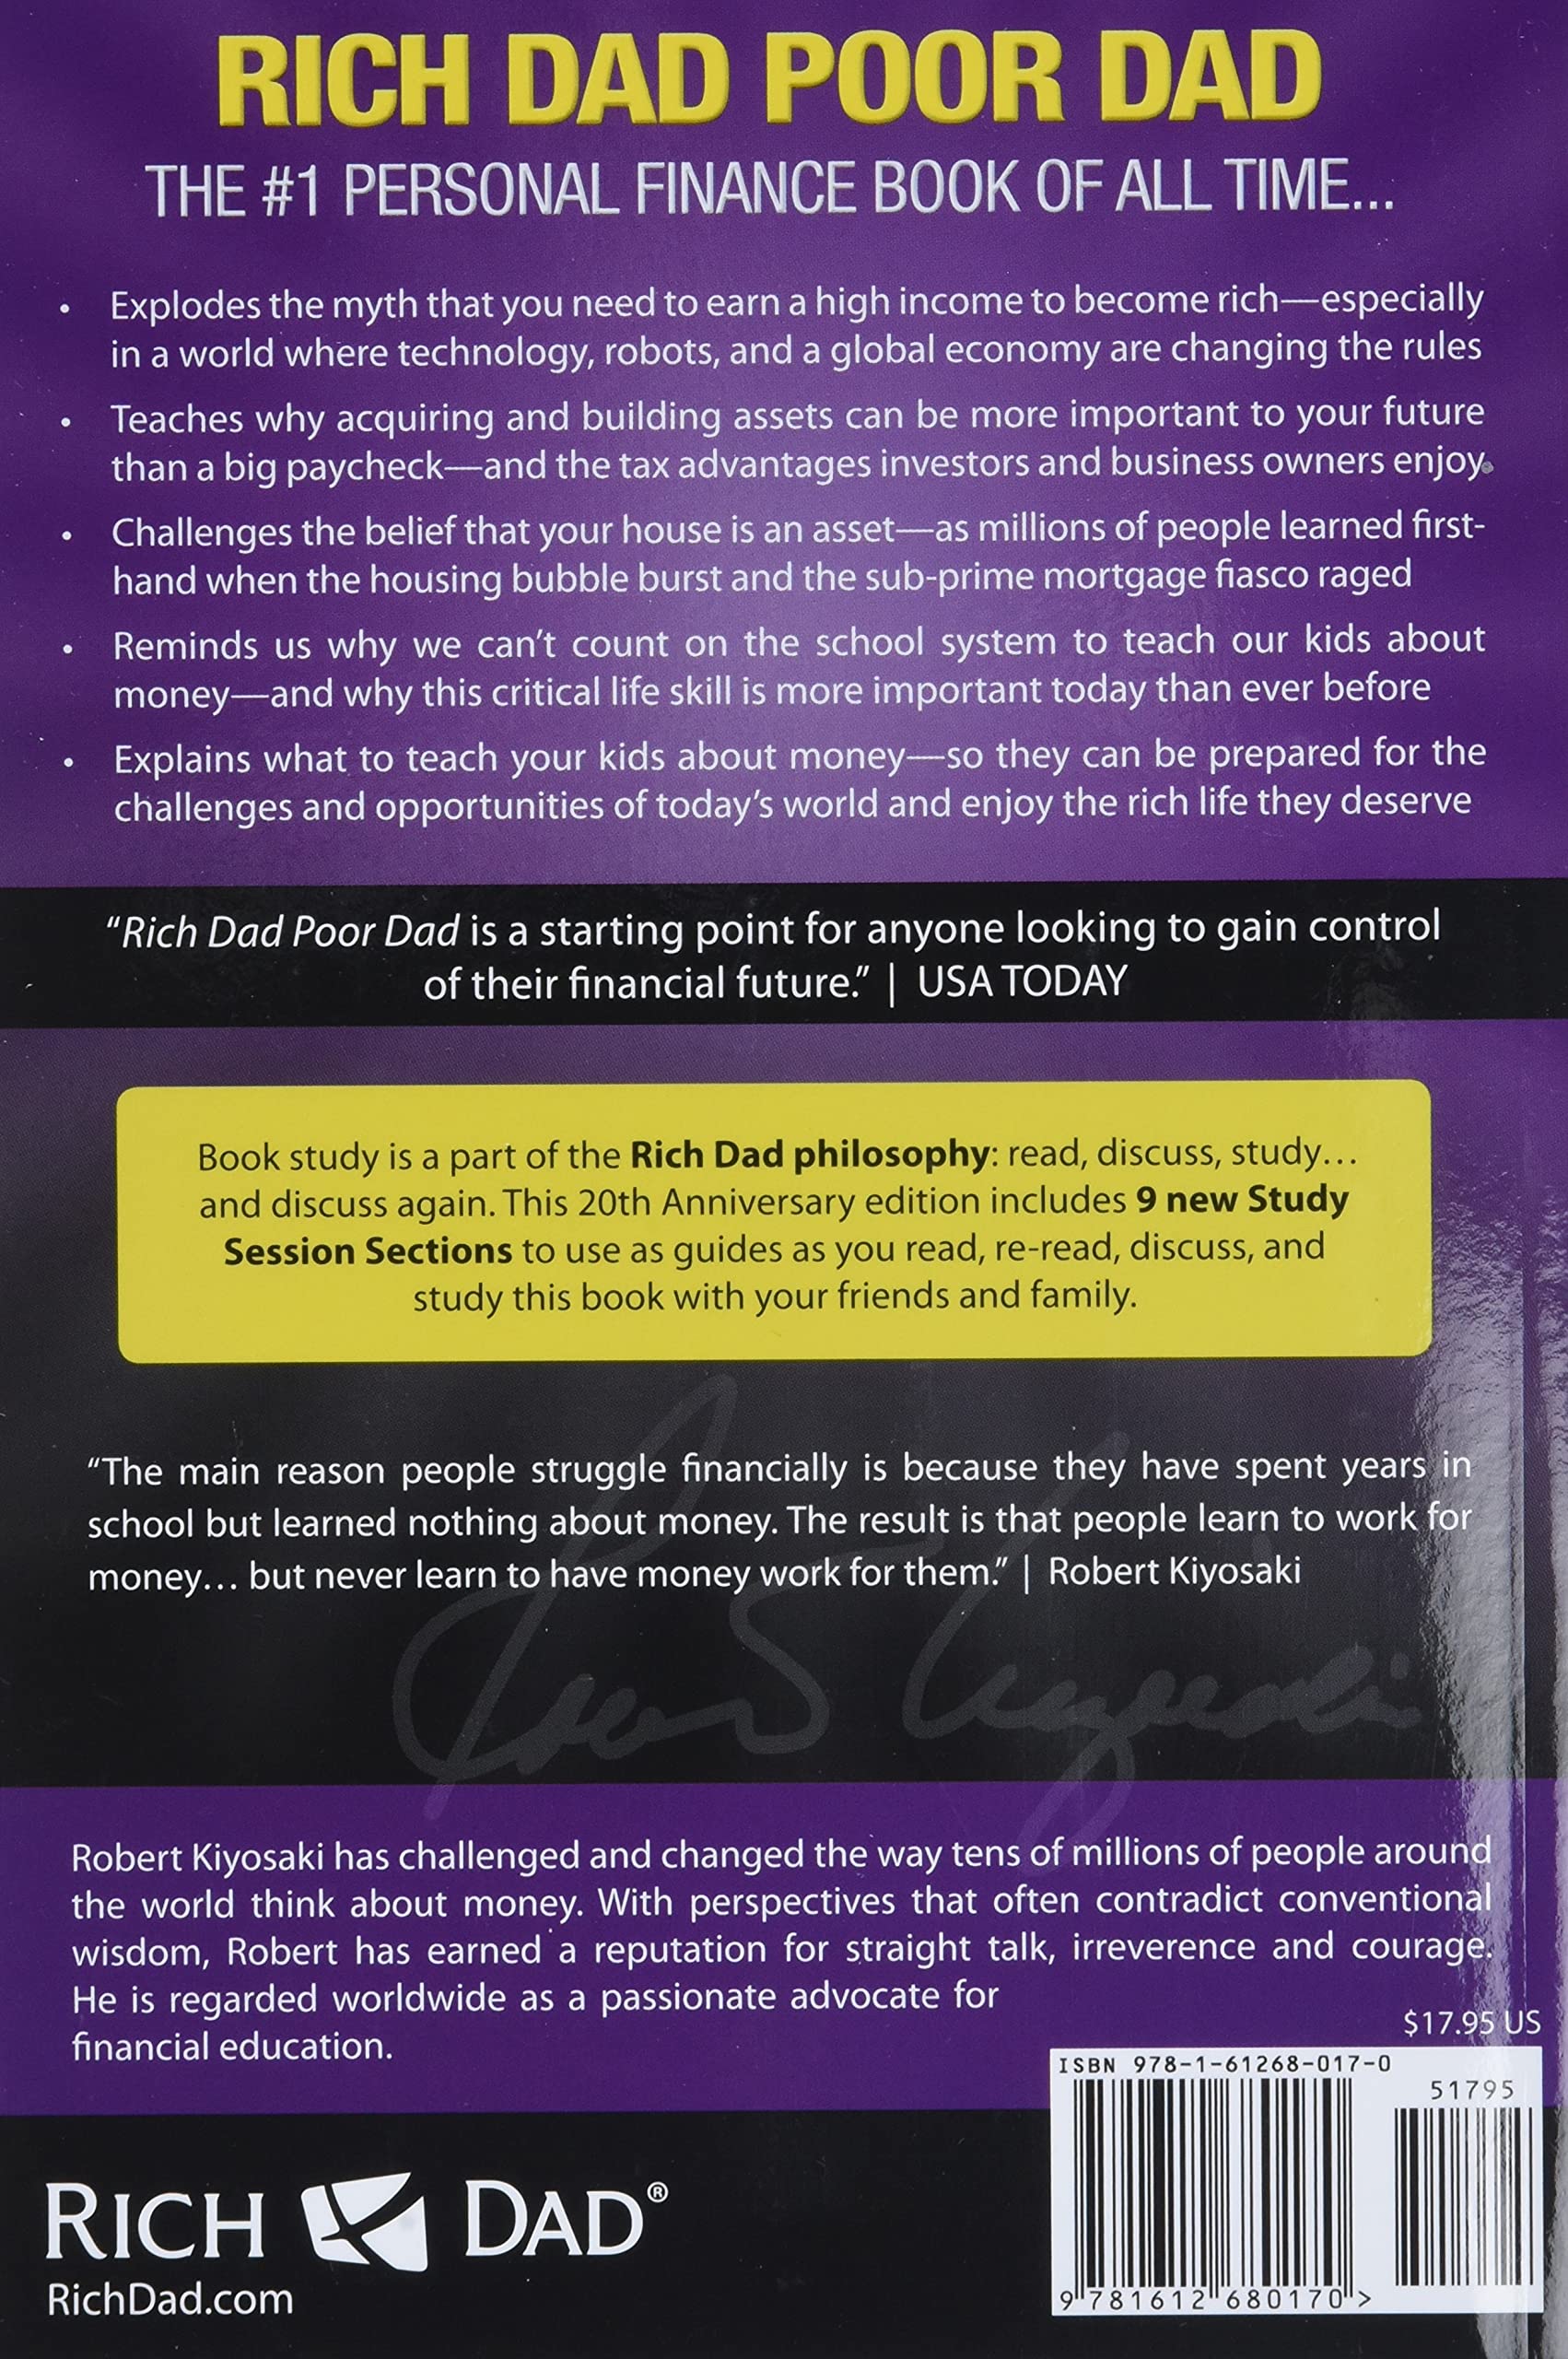 RICH DAD POOR DAD
THE #1 PERSONAL FINANCE BOOK OF ALL TIME...
• Explodes the myth that you need to earn a high income to become rich—especially
in a world where technology, robots, and a global economy are changing the rules
• Teaches why acquiring and building assets can be more important to your future
than a big paycheck—and the tax advantages investors and business owners enjoy
• Challenges the belief that your house is an asset—as millions of people learned first-
hand when the housing bubble burst and the sub-prime mortgage fiasco raged
• Reminds us why we can't count on the school system to teach our kids about
money—and why this critical life skill is more important today than ever before
• Explains what to teach your kids about money—so they can be prepared for the
challenges and opportunities of today's world and enjoy the rich life they deserve
"Rich Dad Poor Dad is a starting point for anyone looking to gain control
of their financial future." | USA TODAY
Book study is a part of the Rich Dad philosophy: read, discuss, study...
and discuss again. This 20th Anniversary edition includes 9 new Study
Session Sections to use as guides as you read, re-read, discuss, and
study this book with your friends and family.
"The main reason people struggle financially is because they have spent years in
school but learned nothing about money. The result is that people learn to work for
money... but never learn to have money work for them." | Robert Kiyosaki
Robert Kiyosaki has challenged and changed the way tens of millions of people around
the world think about money. With perspectives that often contradict conventional
wisdom, Robert has earned a reputation for straight talk, irreverence and courage.
He is regarded worldwide as a passionate advocate for
financial education.
$17.95 US
ISBN 978-1-61268-017-0
51795
9 781612 680170 >
RICH DAD®
RichDad.com